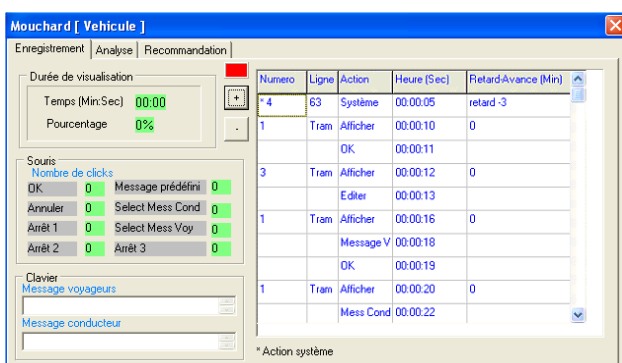 Mouchard [ Vehicule ]
Enregistrement Analyse Recommandation
Durée de visualisation
Temps (Min:Sec) 00:00
Pourcentage 0%
+
-
Souris
Nombre de clicks
OK 0 Message prédéfini 0
Annuler 0 Select Mess Cond 0
Arrêt 1 0 Select Mess Voy 0
Arrêt 2 0 Arrêt 3 0
Clavier
Message voyageurs
Message conducteur
Numero Ligne Action Heure (Sec) Retard-Avance (Min)
* 4 63 Système 00:00:05 retard -3
1 Tram Afficher 00:00:10 0
OK 00:00:11
3 Tram Afficher 00:00:12 0
Editer 00:00:13
1 Tram Afficher 00:00:16 0
Message V 00:00:18
OK 00:00:19
1 Tram Afficher 00:00:20 0
Mess Cond 00:00:22
* Action système